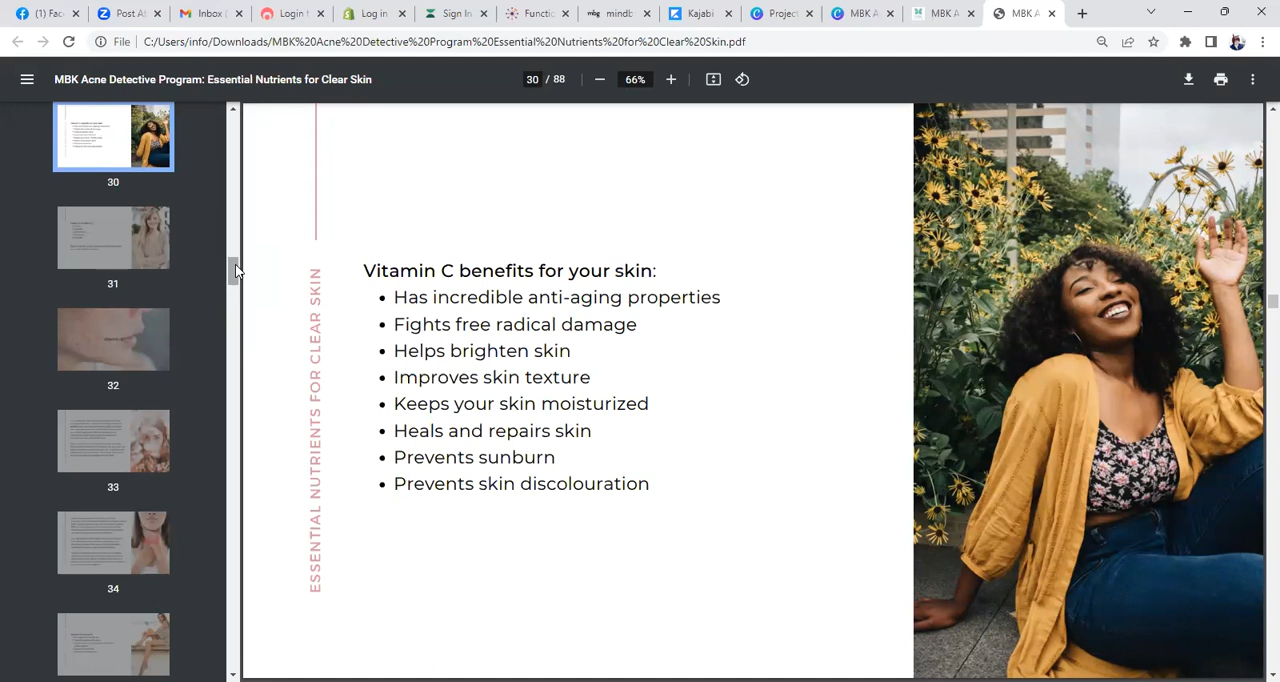 Face
Post At
Inbox (
Login t
Log in
Sign In
Functi
mbg mindb
Kajabi
Project
MBK A
MBK A
MBK A
File C:/Users/info/Downloads/MBK%20Acne%20Detective%20Program%20Essential%20Nutrients%20for%20Clear%20Skin.pdf
MBK Acne Detective Program: Essential Nutrients for Clear Skin 30 / 88 66%
30
31
32
33
34
ESSENTIAL NUTRIENTS FOR CLEAR SKIN
Vitamin C benefits for your skin:
• Has incredible anti-aging properties
• Fights free radical damage
• Helps brighten skin
• Improves skin texture
• Keeps your skin moisturized
• Heals and repairs skin
• Prevents sunburn
• Prevents skin discolouration